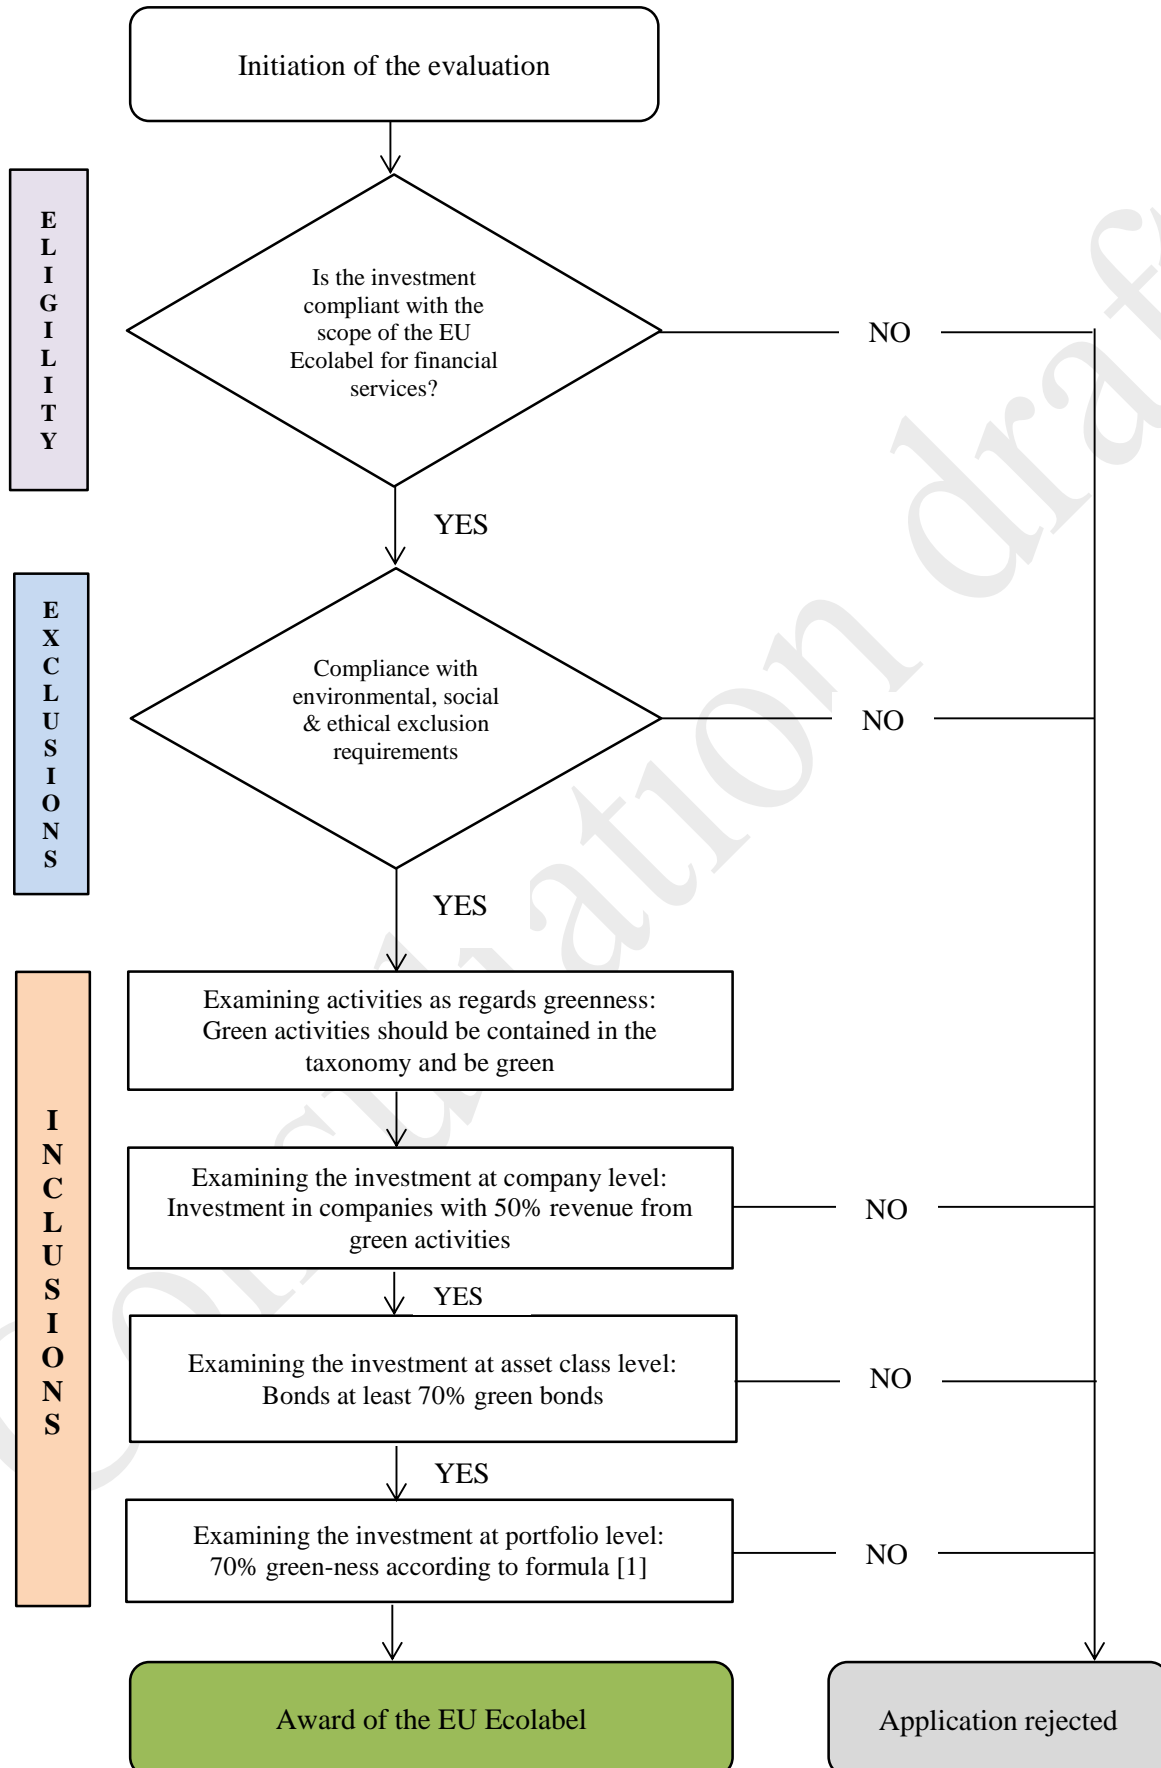 Initiation of the evaluation
ELIGILITY
Is the investment
compliant with the
scope of the EU
Ecolabel for financial
services?
NO
YES
EXCLUSIONS
Compliance with
environmental, social
& ethical exclusion
requirements
NO
YES
INCLUSIONS
Examining activities as regards greenness:
Green activities should be contained in the
taxonomy and be green
Examining the investment at company level:
Investment in companies with 50% revenue from
green activities
NO
YES
Examining the investment at asset class level:
Bonds at least 70% green bonds
NO
YES
Examining the investment at portfolio level:
70% green-ness according to formula [1]
NO
Award of the EU Ecolabel
Application rejected
Consultation draft